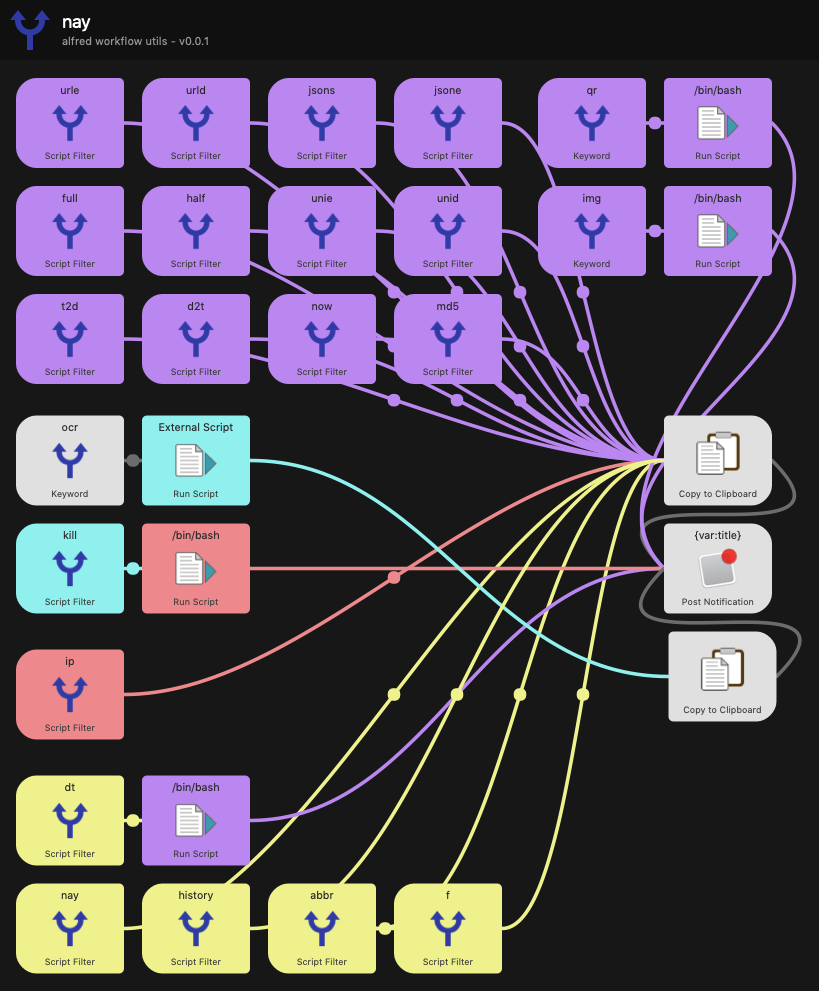 nay
alfred workflow utils - v0.0.1
urle
Script Filter
urld
Script Filter
jsons
Script Filter
jsone
Script Filter
qr
Keyword
/bin/bash
Run Script
full
Script Filter
half
Script Filter
unie
Script Filter
unid
Script Filter
img
Keyword
/bin/bash
Run Script
t2d
Script Filter
d2t
Script Filter
now
Script Filter
md5
Script Filter
ocr
Keyword
External Script
Run Script
Copy to Clipboard
kill
Script Filter
/bin/bash
Run Script
{var:title}
Post Notification
ip
Script Filter
Copy to Clipboard
dt
Script Filter
/bin/bash
Run Script
nay
Script Filter
history
Script Filter
abbr
Script Filter
f
Script Filter